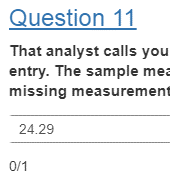 Question 11
That analyst calls you
entry. The sample mea
missing measurement
24.29
0/1